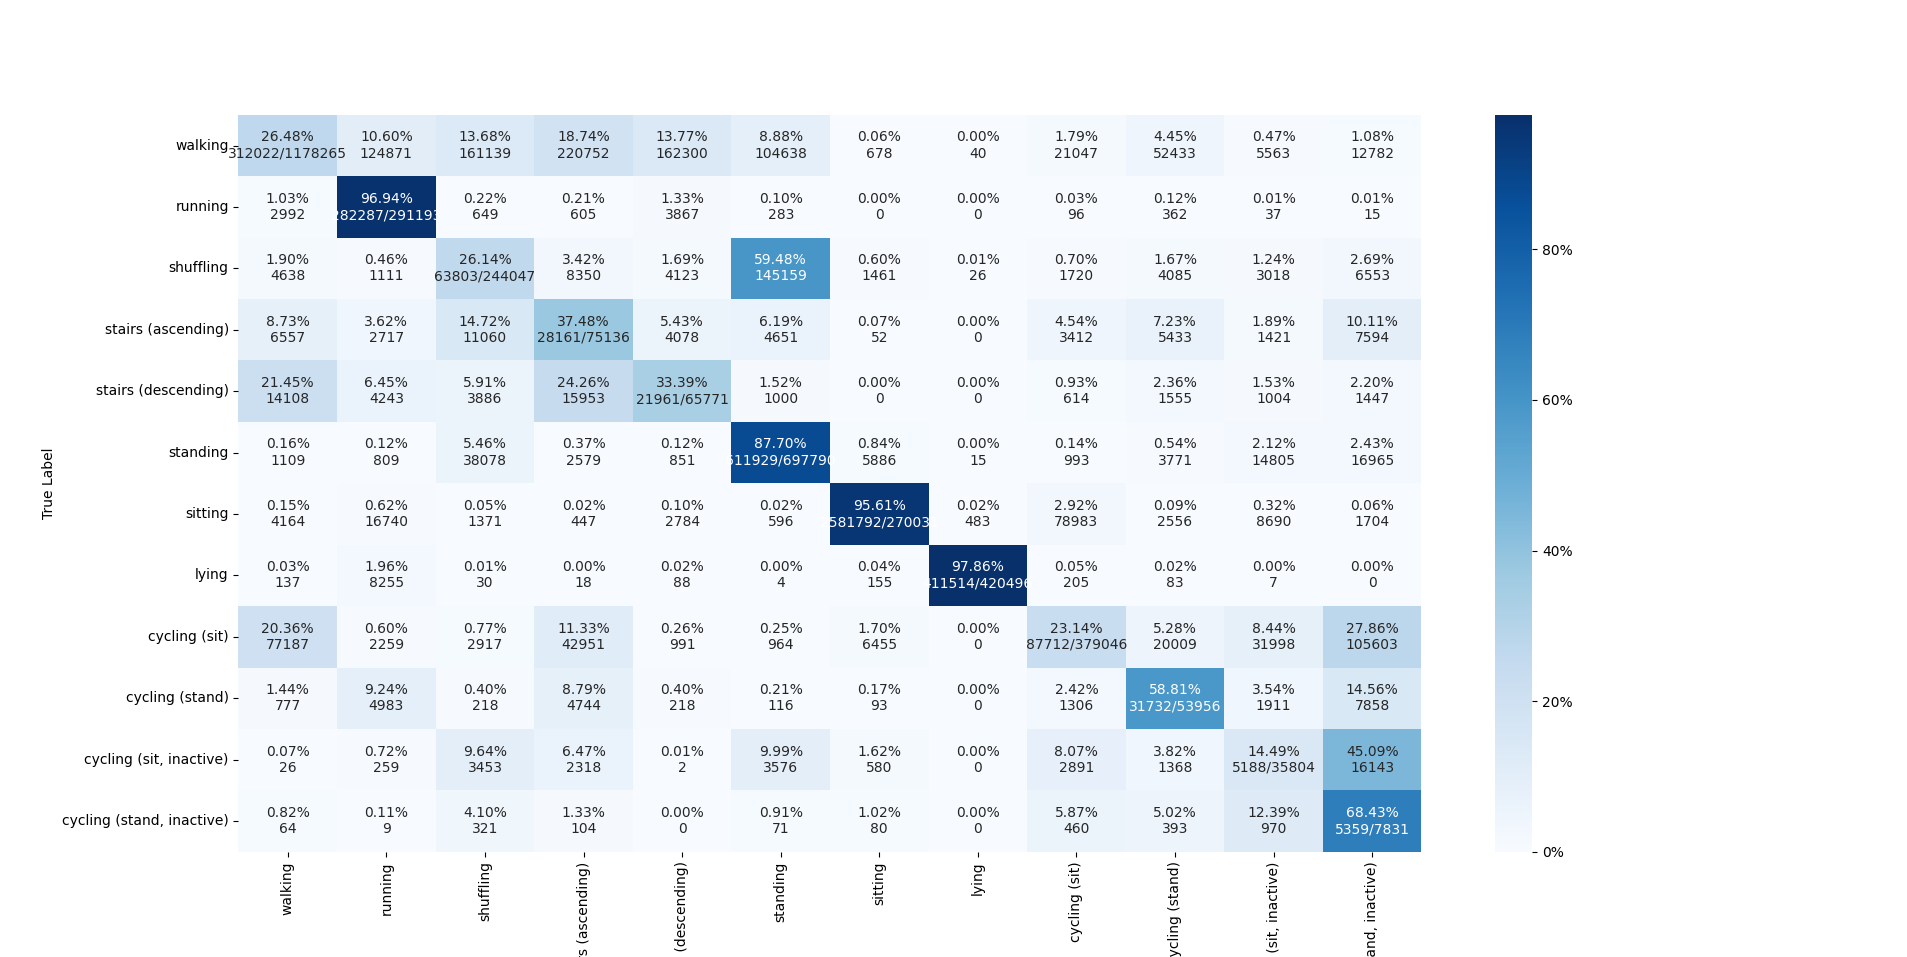 walking
26.48% 10.60% 13.68% 18.74% 13.77% 8.88% 0.06% 0.00% 1.79% 4.45% 0.47% 1.08%
312022/1178265 124871 161139 220752 162300 104638 678 40 21047 52433 5563 12782
running
1.03% 96.94% 0.22% 0.21% 1.33% 0.10% 0.00% 0.00% 0.03% 0.12% 0.01% 0.01%
2992 282287/291193 649 605 3867 283 0 0 96 362 37 15
shuffling
1.90% 0.46% 26.14% 3.42% 1.69% 59.48% 0.60% 0.01% 0.70% 1.67% 1.24% 2.69%
4638 1111 63803/244047 8350 4123 145159 1461 26 1720 4085 3018 6553
stairs (ascending)
8.73% 3.62% 14.72% 37.48% 5.43% 6.19% 0.07% 0.00% 4.54% 7.23% 1.89% 10.11%
6557 2717 11060 28161/75136 4078 4651 52 0 3412 5433 1421 7594
stairs (descending)
21.45% 6.45% 5.91% 24.26% 33.39% 1.52% 0.00% 0.00% 0.93% 2.36% 1.53% 2.20%
14108 4243 3886 15953 21961/65771 1000 0 0 614 1555 1004 1447
standing
0.16% 0.12% 5.46% 0.37% 0.12% 87.70% 0.84% 0.00% 0.14% 0.54% 2.12% 2.43%
1109 809 38078 2579 851 611929/697790 5886 15 993 3771 14805 16965
sitting
0.15% 0.62% 0.05% 0.02% 0.10% 0.02% 95.61% 0.02% 2.92% 0.09% 0.32% 0.06%
4164 16740 1371 447 2784 596 581792/27003 483 78983 2556 8690 1704
lying
0.03% 1.96% 0.01% 0.00% 0.02% 0.00% 0.04% 97.86% 0.05% 0.02% 0.00% 0.00%
137 8255 30 18 88 4 155 411514/420496 205 83 7 0
cycling (sit)
20.36% 0.60% 0.77% 11.33% 0.26% 0.25% 1.70% 0.00% 23.14% 5.28% 8.44% 27.86%
77187 2259 2917 42951 991 964 6455 0 87712/379046 20009 31998 105603
cycling (stand)
1.44% 9.24% 0.40% 8.79% 0.40% 0.21% 0.17% 0.00% 2.42% 58.81% 3.54% 14.56%
777 4983 218 4744 218 116 93 0 1306 31732/53956 1911 7858
cycling (sit, inactive)
0.07% 0.72% 9.64% 6.47% 0.01% 9.99% 1.62% 0.00% 8.07% 3.82% 14.49% 45.09%
26 259 3453 2318 2 3576 580 0 2891 1368 5188/35804 16143
cycling (stand, inactive)
0.82% 0.11% 4.10% 1.33% 0.00% 0.91% 1.02% 0.00% 5.87% 5.02% 12.39% 68.43%
64 9 321 104 0 71 80 0 460 393 970 5359/7831
True Label
walking
running
shuffling
s (ascending)
(descending)
standing
sitting
lying
cycling (sit)
ycling (stand)
(sit, inactive)
and, inactive)
80%
60%
40%
20%
0%